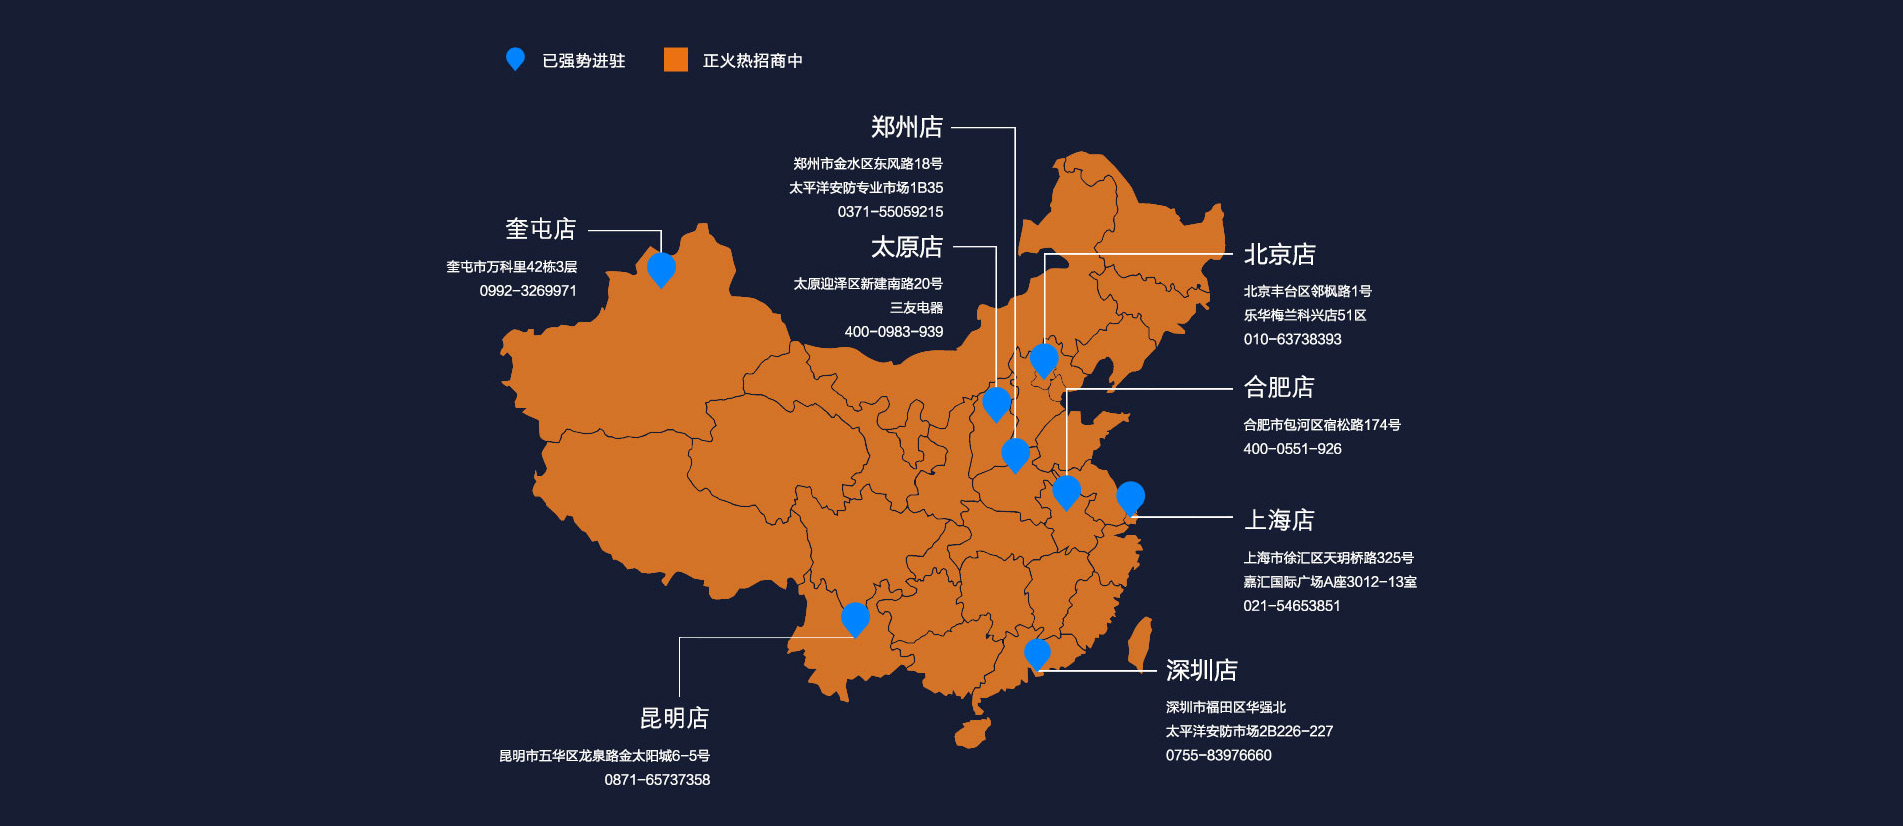 已强势进驻
正火热招商中
郑州店
郑州市金水区东风路18号
太平洋安防专业市场1B35
0371-55059215
奎屯店
奎屯市万科里42栋3层
0992-3269971
太原店
太原迎泽区新建南路20号
三友电器
400-0983-939
北京店
北京丰台区邻枫路1号
乐华梅兰科兴店51区
010-63738393
合肥店
合肥市包河区宿松路174号
400-0551-926
上海店
上海市徐汇区天玥桥路325号
嘉汇国际广场A座3012-13室
021-54653851
深圳店
深圳市福田区华强北
太平洋安防市场2B226-227
0755-83976660
昆明店
昆明市五华区龙泉路金太阳城6-5号
0871-65737358